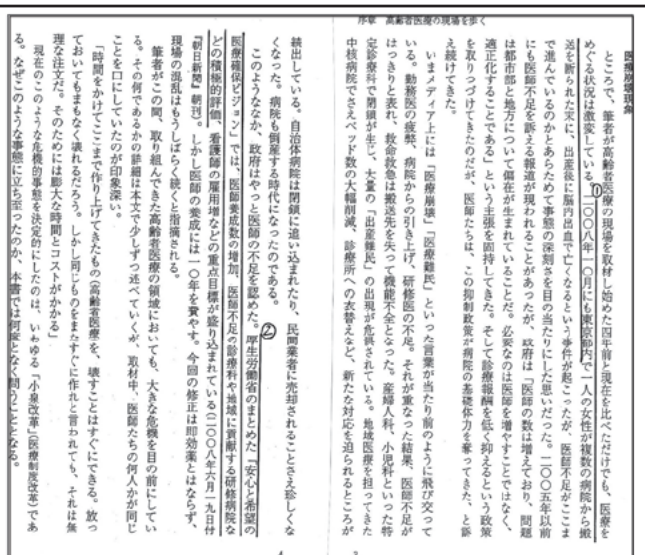 序章　高齢者医療の現場を歩く
医療崩壊現象
ところで、筆者が高齢者医療の現場を取材し始めた四年前と現在を比べただけでも、医療を
めぐる状況は激変している。①二〇〇八年一〇月にも東京都内で一人の女性が複数の病院から搬
送を断られた末に、出産後に脳内出血で亡くなるという事件が起こったが、医師不足がここま
で進んでいるのかとあらためて事態の深刻さを目の当たりにした思いだった。二〇〇五年以前
にも医師不足を訴える報道が現われることがあったが、政府は「医師の数は増えており、問題
は都市部と地方について偏在が生まれていることだ。必要なのは医師を増やすことではなく、
適正化することである」という主張を固持してきた。そして診療報酬を低く抑えるという政策
を取りつづけてきたのだが、医師たちは、この抑制政策が病院の基礎体力を奪ってきた、と訴
え続けてきた。
いまメディア上には「医療崩壊」「医療難民」といった言葉が当たり前のように飛び交って
いる。勤務医の疲弊、病院からの引き上げ、研修医の不足。それが重なった結果、医師不足が
はっきりと表れ、救命救急は搬送先を失って機能不全となった。産婦人科、小児科といった特
定診療科で閉鎖が生じ、大量の「出産難民」の出現が危惧されている。地域医療を担ってきた
中核病院でさえベッド数の大幅削減、診療所への衣替えなど、新たな対応を迫られるところが
続出している。自治体病院は閉鎖に追い込まれたり、民間業者に売却されることさえ珍しくな
くなった。病院も倒産する時代になったのである。
②
このようななか、政府はやっと医師の不足を認めた。厚生労働省のまとめた「安心と希望の
医療確保ビジョン」では、医師養成数の増加、医師不足の診療科や地域に貢献する研修病院な
どの積極的評価、看護師の雇用増などの重点目標が盛り込まれている（二〇〇八年六月一九日付
『朝日新聞』朝刊）。しかし医師の養成には一〇年を費やす。今回の修正は即効薬とはならず、
現場の混乱はもうしばらく続くと指摘される。
筆者がこの間、取り組んできた高齢者医療の領域においても、大きな危機を目の前にしてい
る。その何であるかの詳細は本文で少しずつ述べていくが、取材中、医師たちの何人かが同じ
ことを口にしていたのが印象深い。
「時間をかけてここまで作り上げてきたもの（高齢者医療）を、壊すことはすぐにできる。放っ
ておいてもまもなく壊れるだろう。しかし同じものをまたすぐに作れと言われても、それは無
理な注文だ。そのためには膨大な時間とコストがかかる」
現在のこのような危機的事態を決定的にしたのは、いわゆる「小泉改革」（医療制度改革）であ
る。なぜこのような事態に立ち至ったのか、本書では何度となく問うこととなる。